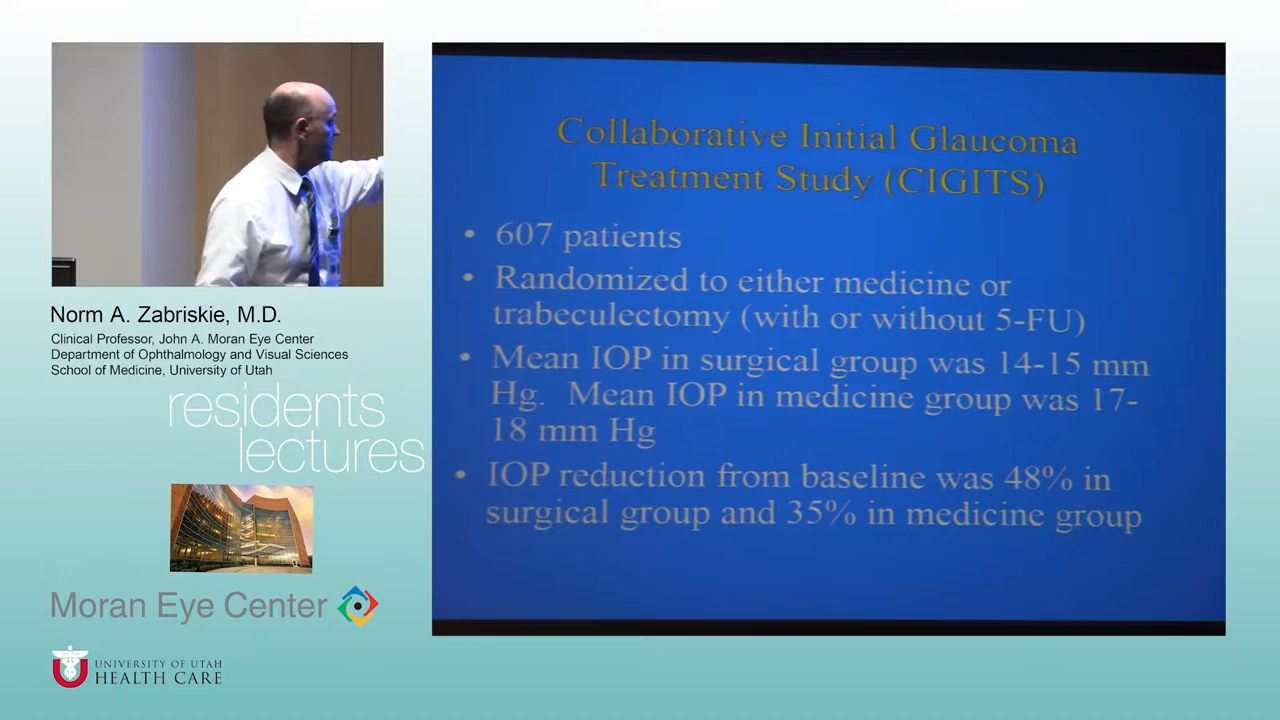 Norm A. Zabriskie, M.D.
Clinical Professor, John A. Moran Eye Center
Department of Ophthalmology and Visual Sciences
School of Medicine, University of Utah
residents
lectures
Moran Eye Center
UNIVERSITY OF UTAH
HEALTH CARE
Collaborative Initial Glaucoma
Treatment Study (CIGITS)
• 607 patients
• Randomized to either medicine or
trabeculectomy (with or without 5-FU)
• Mean IOP in surgical group was 14-15 mm
Hg.  Mean IOP in medicine group was 17-
18 mm Hg
• IOP reduction from baseline was 48% in
surgical group and 35% in medicine group